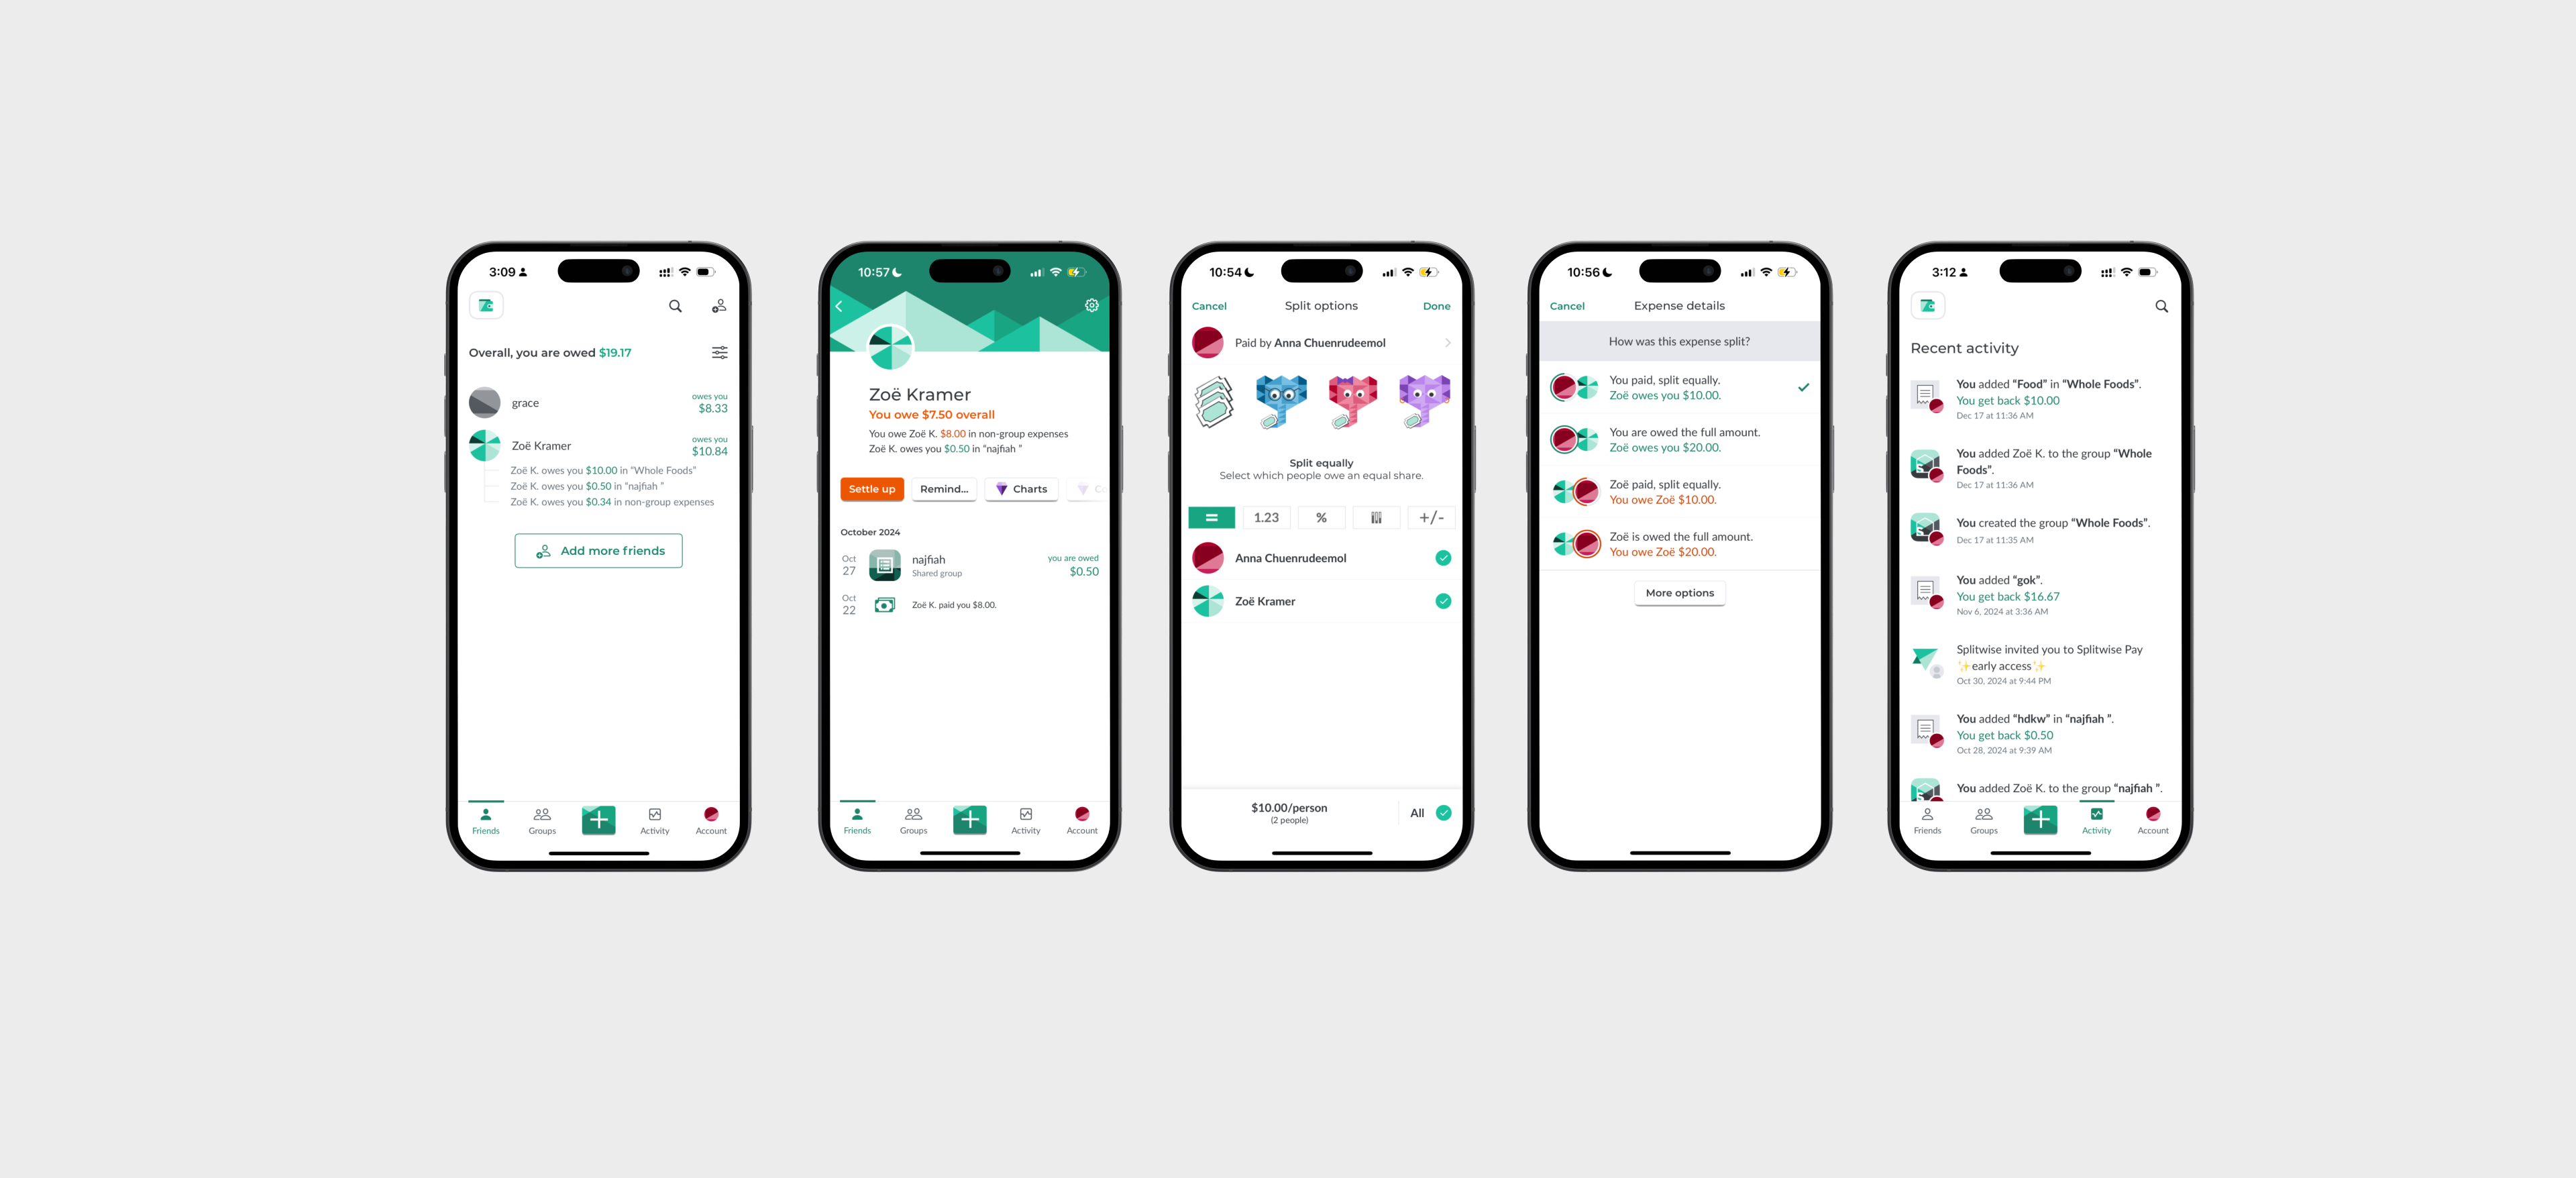 3:09
Overall, you are owed $19.17
grace
owes you
$8.33
Zoë Kramer
owes you
$10.84
Zoë K. owes you $10.00 in “Whole Foods”
Zoë K. owes you $0.50 in “najfiah ”
Zoë K. owes you $0.34 in non-group expenses
Add more friends
Friends
Groups
Activity
Account
10:57
Zoë Kramer
You owe $7.50 overall
You owe Zoë K. $8.00 in non-group expenses
Zoë K. owes you $0.50 in “najfiah ”
Settle up
Remind...
Charts
October 2024
Oct
27
najfiah
Shared group
you are owed
$0.50
Oct
22
Zoë K. paid you $8.00.
Friends
Groups
Activity
Account
10:54
Cancel
Split options
Done
Paid by Anna Chuenrudeemol
Split equally
Select which people owe an equal share.
=
1.23
%
+/-
Anna Chuenrudeemol
Zoë Kramer
$10.00/person
(2 people)
All
10:56
Cancel
Expense details
How was this expense split?
You paid, split equally.
Zoë owes you $10.00.
You are owed the full amount.
Zoë owes you $20.00.
Zoë paid, split equally.
You owe Zoë $10.00.
Zoë is owed the full amount.
You owe Zoë $20.00.
More options
3:12
Recent activity
You added “Food” in “Whole Foods”.
You get back $10.00
Dec 17 at 11:36 AM
You added Zoë K. to the group “Whole
Foods”.
Dec 17 at 11:36 AM
You created the group “Whole Foods”.
Dec 17 at 11:35 AM
You added “gok”.
You get back $16.67
Nov 6, 2024 at 3:36 AM
Splitwise invited you to Splitwise Pay
✨early access✨
Oct 30, 2024 at 9:44 PM
You added “hdkw” in “najfiah ”.
You get back $0.50
Oct 28, 2024 at 9:39 AM
You added Zoë K. to the group “najfiah ”.
Friends
Groups
Activity
Account